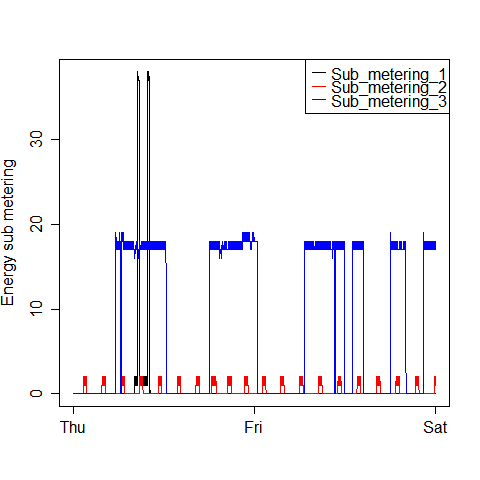 Sub_metering_1
Sub_metering_2
Sub_metering_3
Energy sub metering
30
20
10
0
Thu Fri Sat